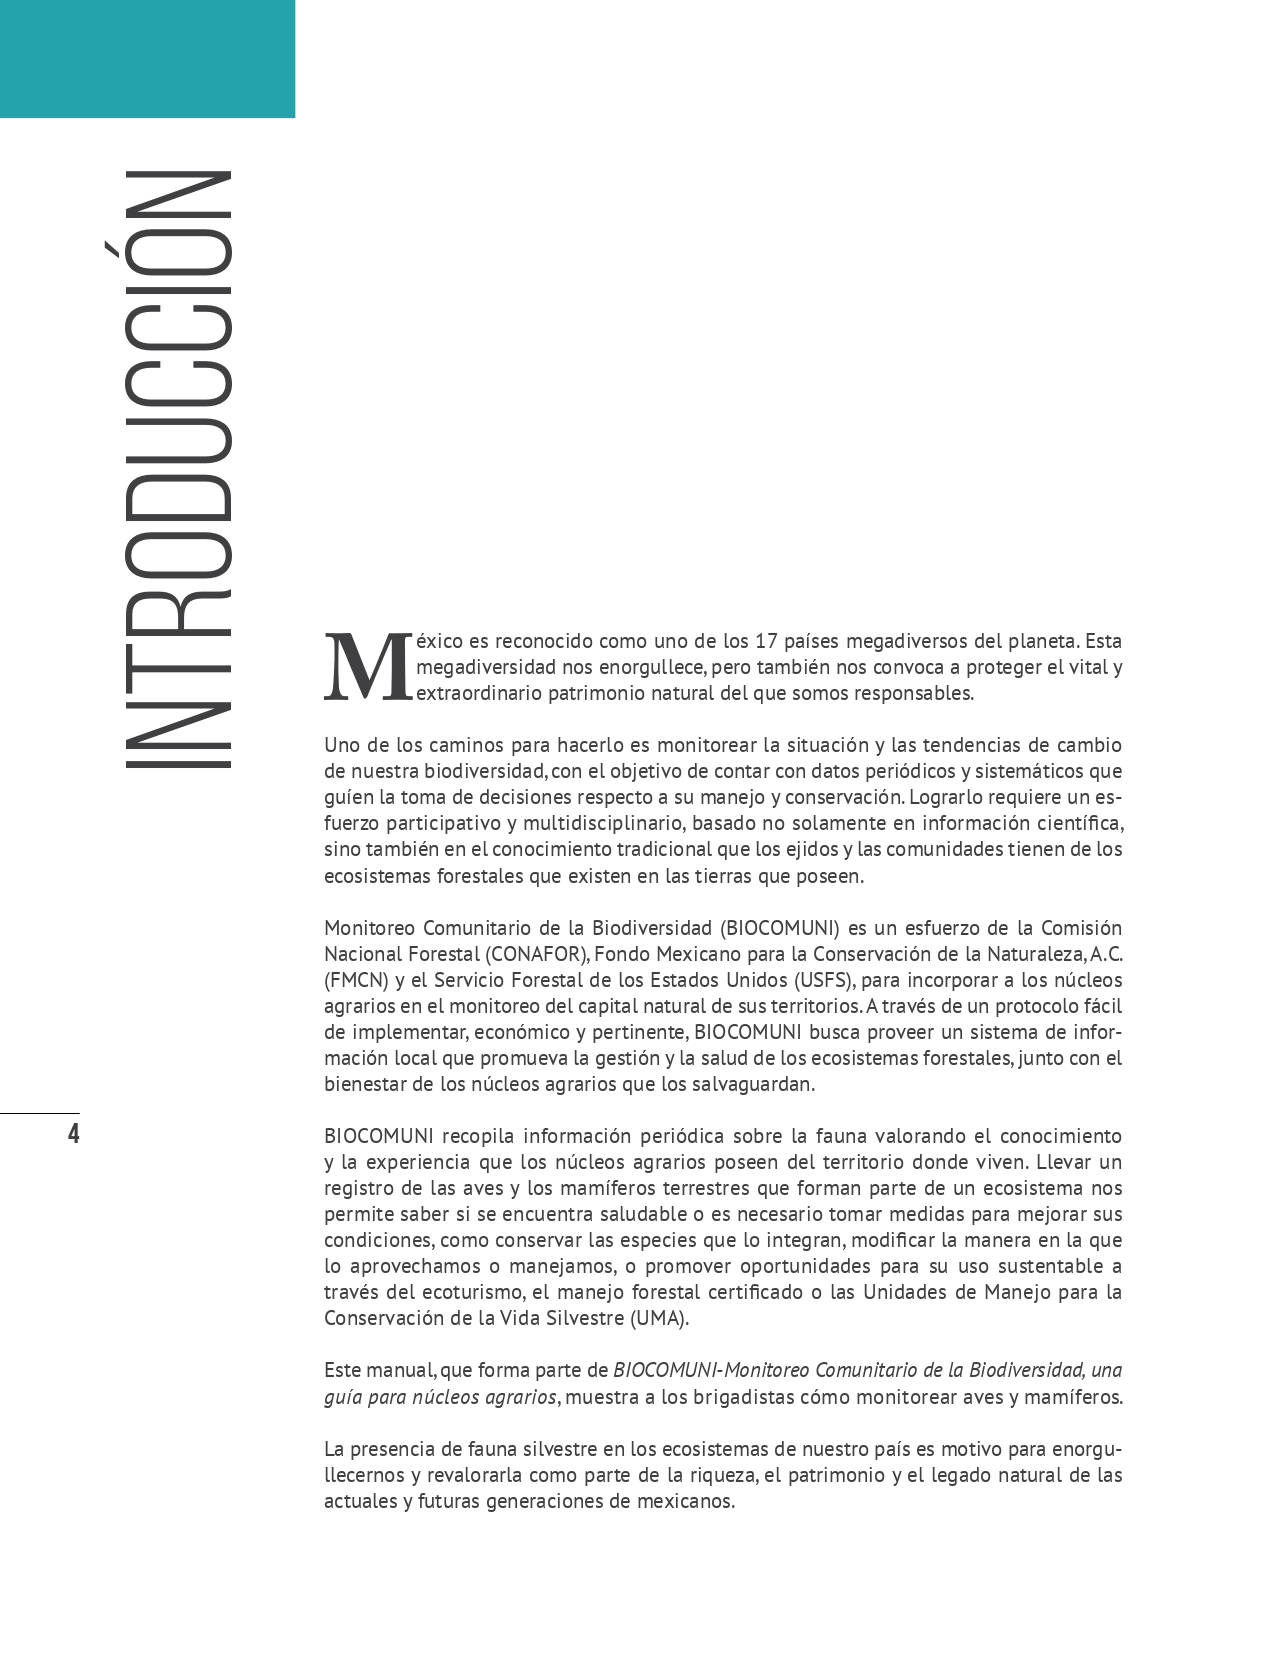 INTRODUCCIÓN
México es reconocido como uno de los 17 países megadiversos del planeta. Esta
megadiversidad nos enorgullece, pero también nos convoca a proteger el vital y
extraordinario patrimonio natural del que somos responsables.
Uno de los caminos para hacerlo es monitorear la situación y las tendencias de cambio
de nuestra biodiversidad, con el objetivo de contar con datos periódicos y sistemáticos que
guíen la toma de decisiones respecto a su manejo y conservación. Lograrlo requiere un es-
fuerzo participativo y multidisciplinario, basado no solamente en información científica,
sino también en el conocimiento tradicional que los ejidos y las comunidades tienen de los
ecosistemas forestales que existen en las tierras que poseen.
Monitoreo Comunitario de la Biodiversidad (BIOCOMUNI) es un esfuerzo de la Comisión
Nacional Forestal (CONAFOR), Fondo Mexicano para la Conservación de la Naturaleza, A.C.
(FMCN) y el Servicio Forestal de los Estados Unidos (USFS), para incorporar a los núcleos
agrarios en el monitoreo del capital natural de sus territorios. A través de un protocolo fácil
de implementar, económico y pertinente, BIOCOMUNI busca proveer un sistema de infor-
mación local que promueva la gestión y la salud de los ecosistemas forestales, junto con el
bienestar de los núcleos agrarios que los salvaguardan.
BIOCOMUNI recopila información periódica sobre la fauna valorando el conocimiento
y la experiencia que los núcleos agrarios poseen del territorio donde viven. Llevar un
registro de las aves y los mamíferos terrestres que forman parte de un ecosistema nos
permite saber si se encuentra saludable o es necesario tomar medidas para mejorar sus
condiciones, como conservar las especies que lo integran, modificar la manera en la que
lo aprovechamos o manejamos, o promover oportunidades para su uso sustentable a
través del ecoturismo, el manejo forestal certificado o las Unidades de Manejo para la
Conservación de la Vida Silvestre (UMA).
Este manual, que forma parte de BIOCOMUNI-Monitoreo Comunitario de la Biodiversidad, una
guía para núcleos agrarios, muestra a los brigadistas cómo monitorear aves y mamíferos.
La presencia de fauna silvestre en los ecosistemas de nuestro país es motivo para enorgu-
llecernos y revalorarla como parte de la riqueza, el patrimonio y el legado natural de las
actuales y futuras generaciones de mexicanos.
4